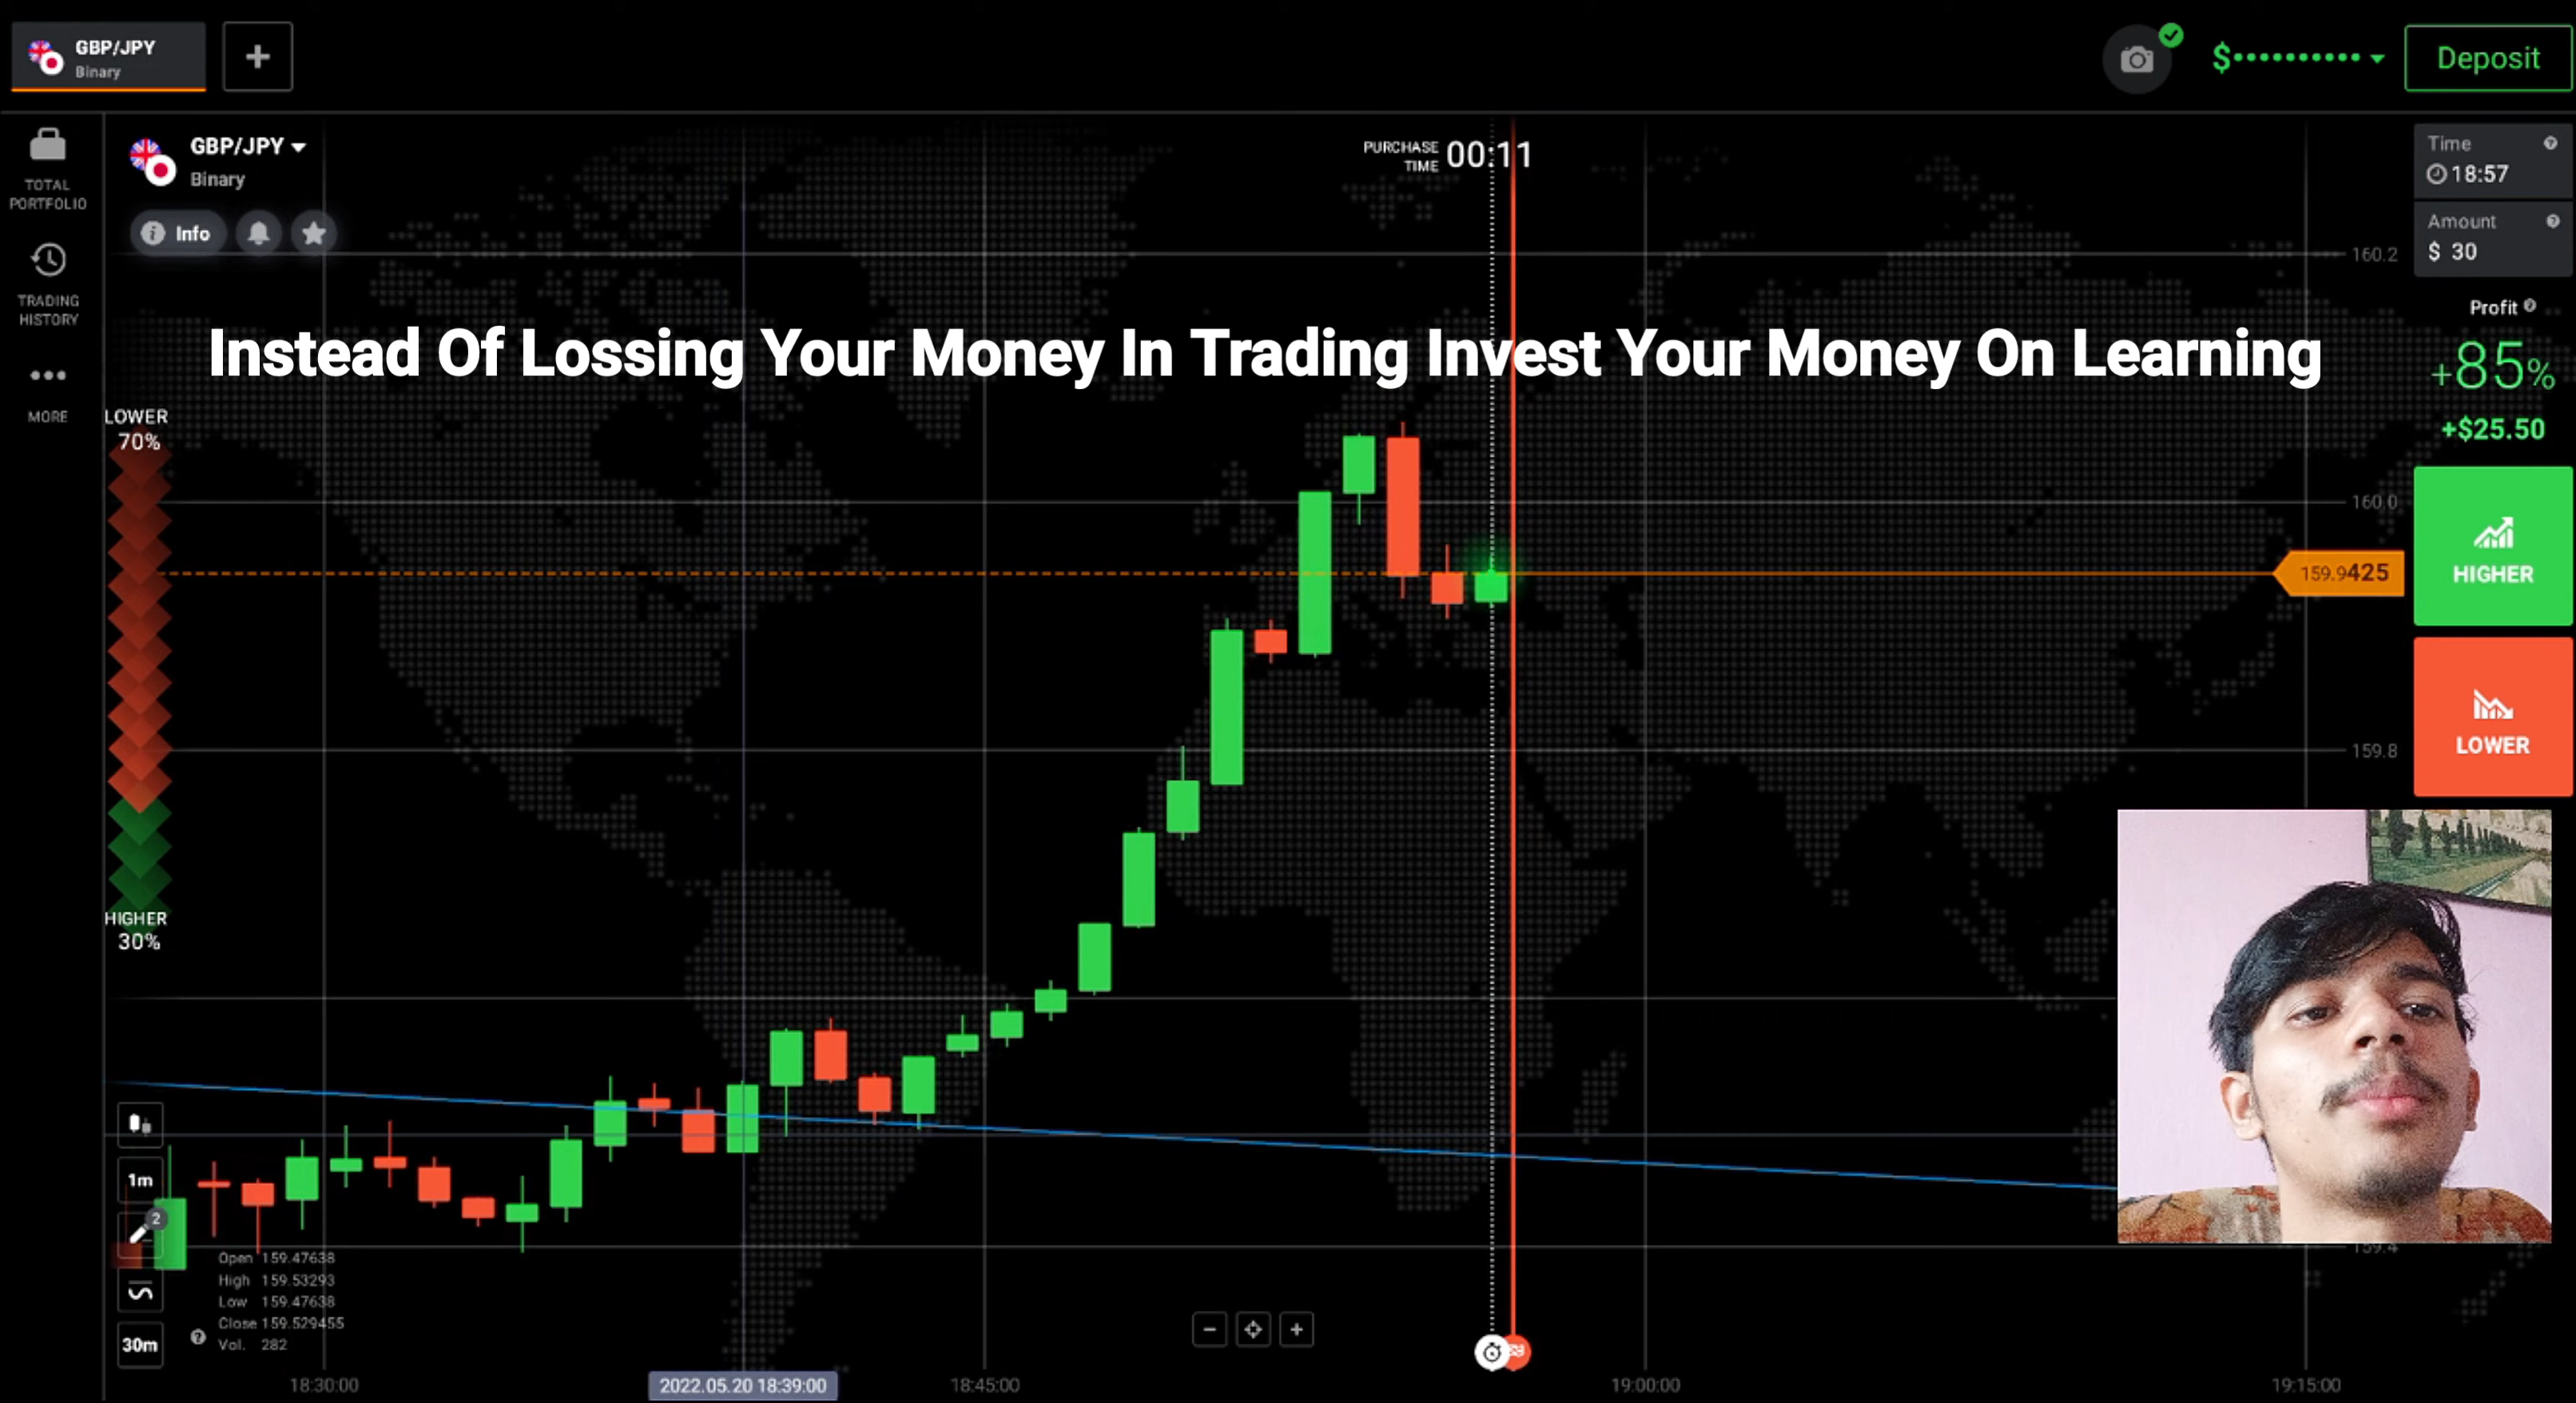 GBP/JPY
Binary
+
$•••••••••• 
Deposit
GBP/JPY
Binary
Info
TOTAL
PORTFOLIO
TRADING
HISTORY
MORE
PURCHASE
TIME
00:11
Time
18:57
Amount
$ 30
Profit
+85%
+$25.50
HIGHER
LOWER
Instead Of Lossing Your Money In Trading Invest Your Money On Learning
LOWER
70%
HIGHER
30%
160.2
160.0
159.9425
159.8
159.4
1m
2
30m
Open 159.47638
High 159.53293
Low 159.47638
Close 159.529455
Vol. 282
18:30:00
2022.05.20 18:39:00
18:45:00
19:00:00
19:15:00